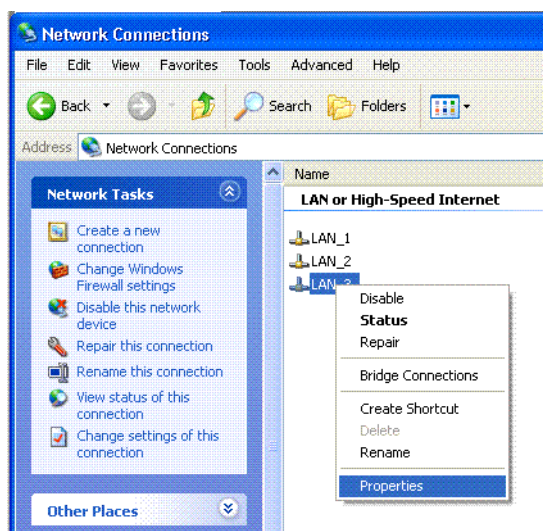 Network Connections
File Edit View Favorites Tools Advanced Help
Back Search Folders
Address Network Connections
Name
Network Tasks
LAN or High-Speed Internet
Create a new
connection
Change Windows
Firewall settings
Disable this network
device
Repair this connection
Rename this connection
View status of this
connection
Change settings of this
connection
Other Places
LAN_1
LAN_2
LAN_3
Disable
Status
Repair
Bridge Connections
Create Shortcut
Delete
Rename
Properties